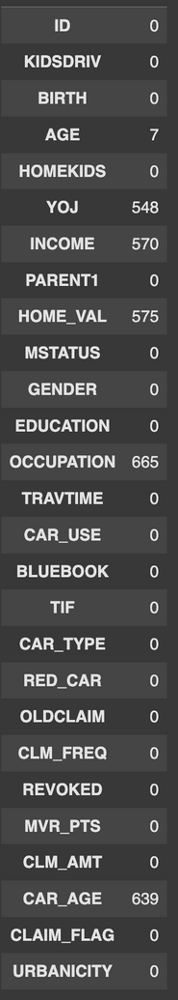 ID 0
KIDSDRIV 0
BIRTH 0
AGE 7
HOMEKIDS 0
YOJ 548
INCOME 570
PARENT1 0
HOME_VAL 575
MSTATUS 0
GENDER 0
EDUCATION 0
OCCUPATION 665
TRAVTIME 0
CAR_USE 0
BLUEBOOK 0
TIF 0
CAR_TYPE 0
RED_CAR 0
OLDCLAIM 0
CLM_FREQ 0
REVOKED 0
MVR_PTS 0
CLM_AMT 0
CAR_AGE 639
CLAIM_FLAG 0
URBANICITY 0